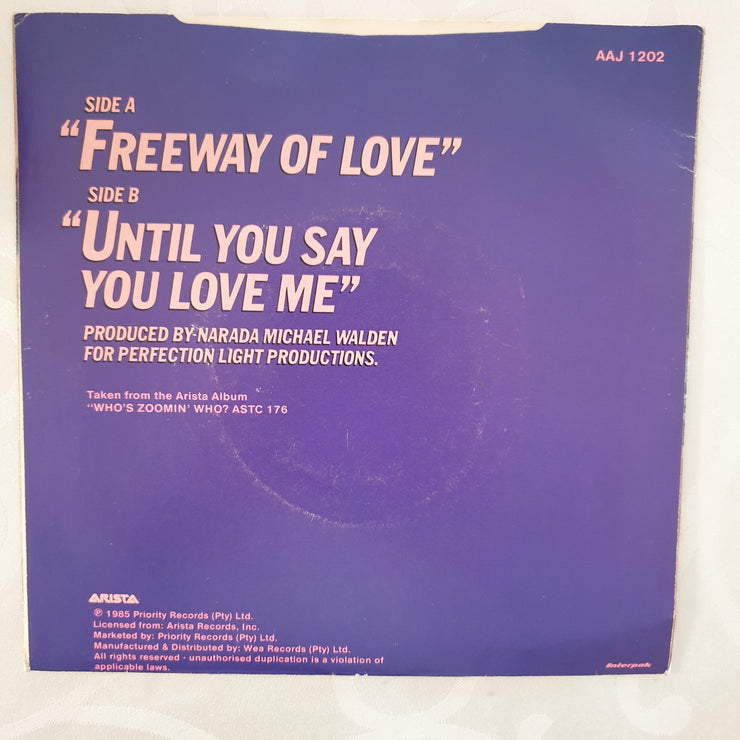 AAJ 1202
SIDE A
“FREEWAY OF LOVE”
SIDE B
“UNTIL YOU SAY
YOU LOVE ME”
PRODUCED BY NARADA MICHAEL WALDEN
FOR PERFECTION LIGHT PRODUCTIONS.
Taken from the Arista Album
“WHO'S ZOOMIN' WHO? ASTC 176
ARISTA
℗ 1985 Priority Records (Pty) Ltd.
Licensed from: Arista Records, Inc.
Marketed by: Priority Records (Pty) Ltd.
Manufactured & Distributed by: Wea Records (Pty) Ltd.
All rights reserved - unauthorised duplication is a violation of
applicable laws.
Interpak